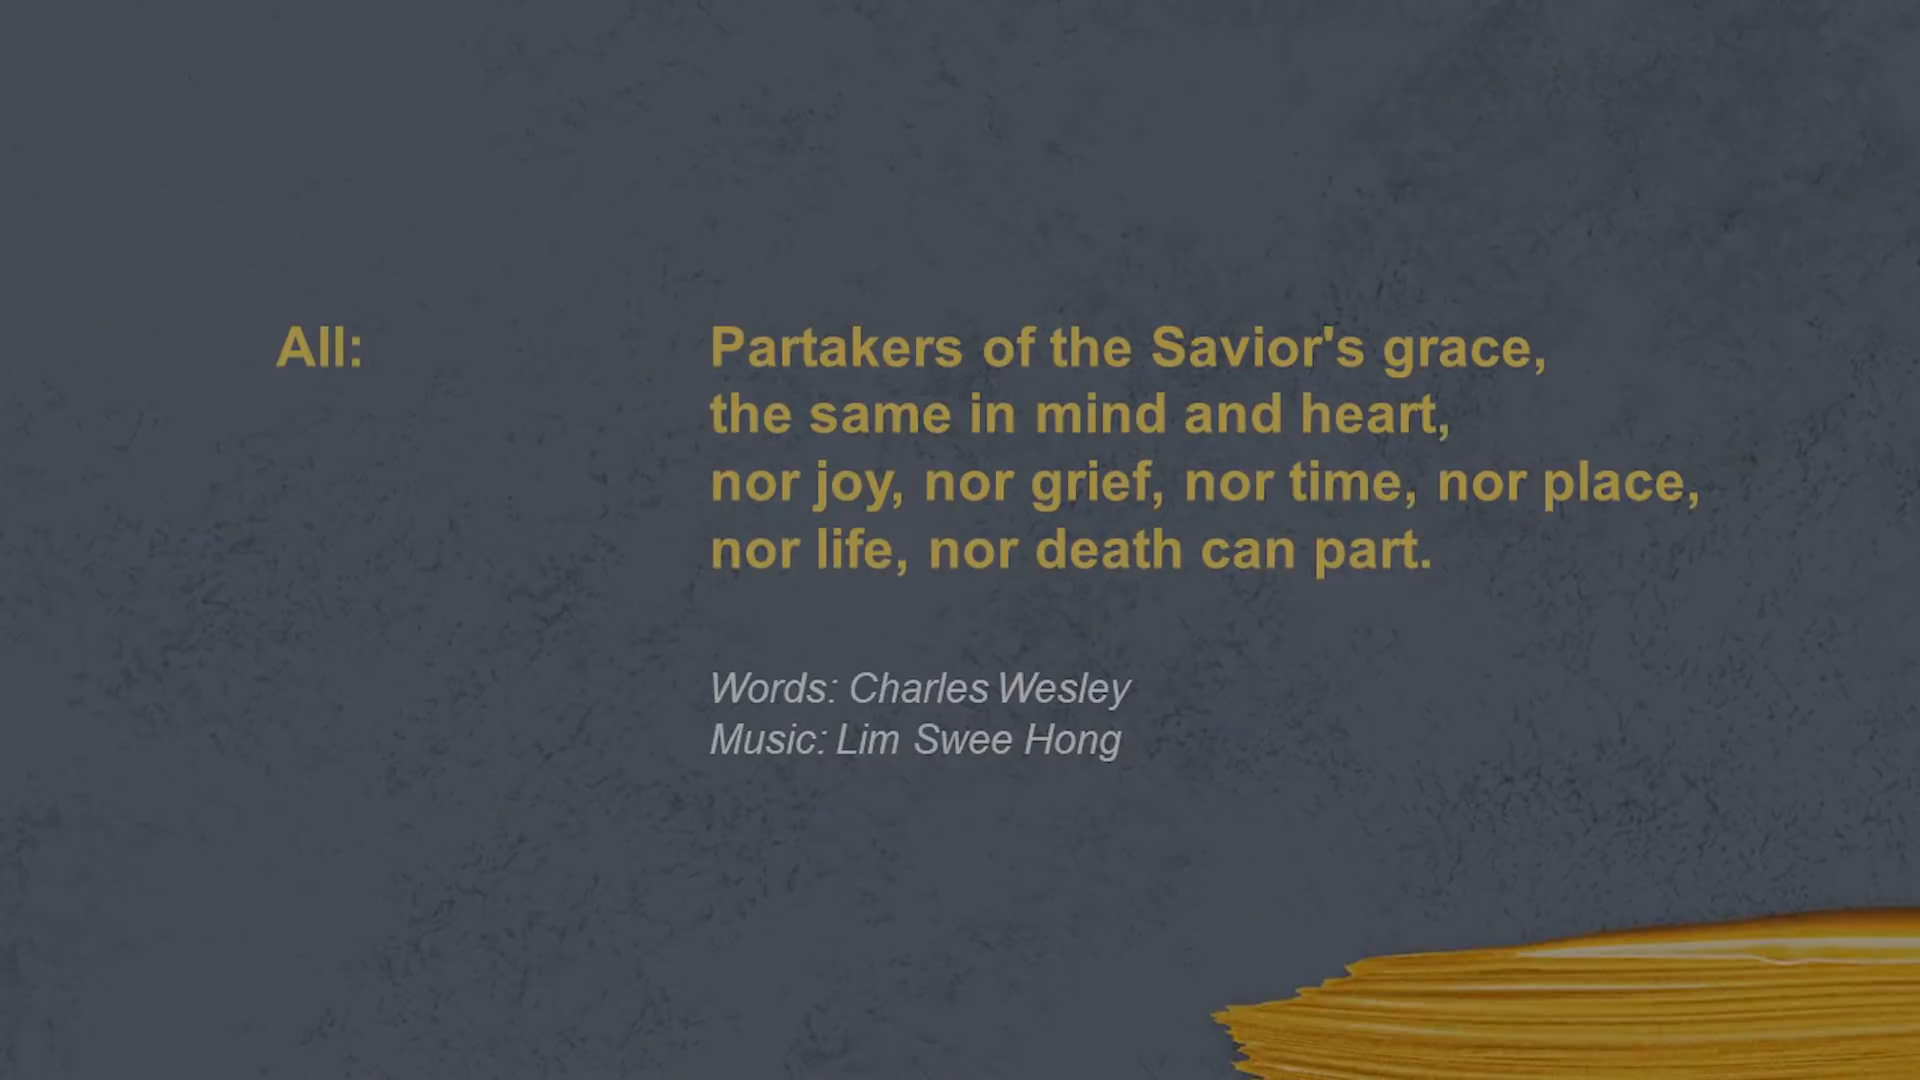 All: Partakers of the Savior's grace,
the same in mind and heart,
nor joy, nor grief, nor time, nor place,
nor life, nor death can part.
Words: Charles Wesley
Music: Lim Swee Hong